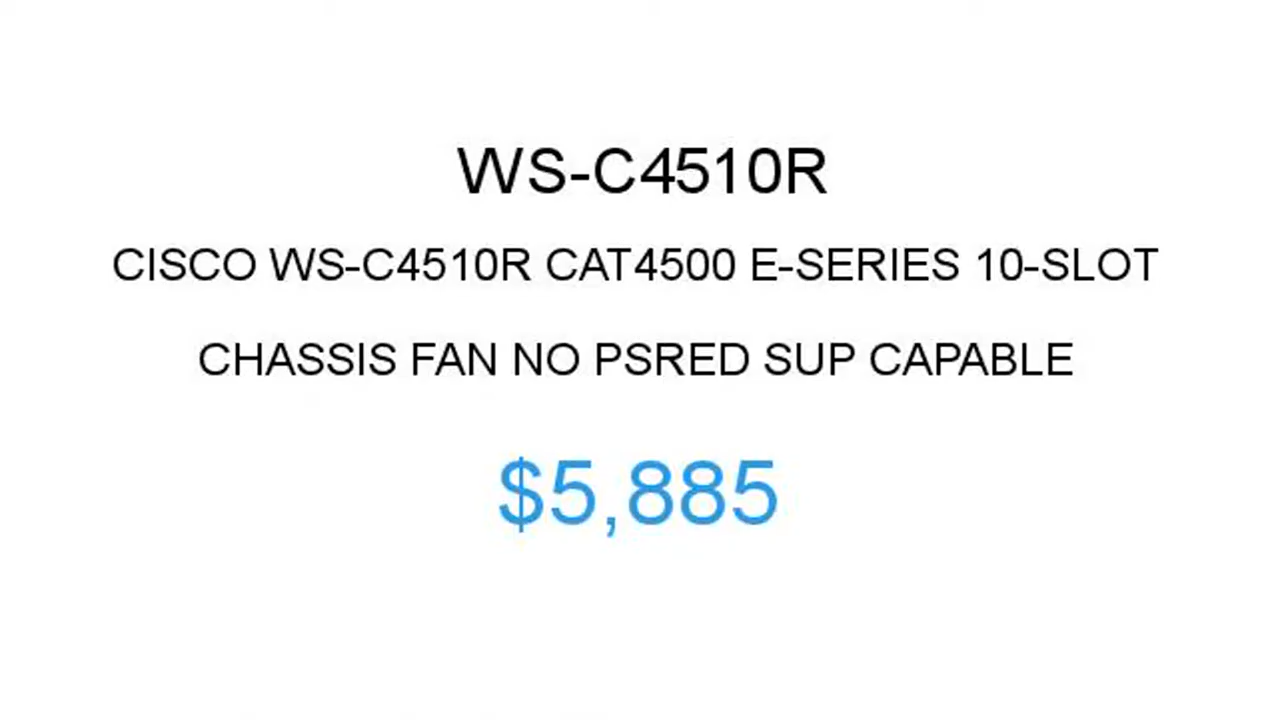 WS-C4510R
CISCO WS-C4510R CAT4500 E-SERIES 10-SLOT
CHASSIS FAN NO PSRED SUP CAPABLE
$5,885